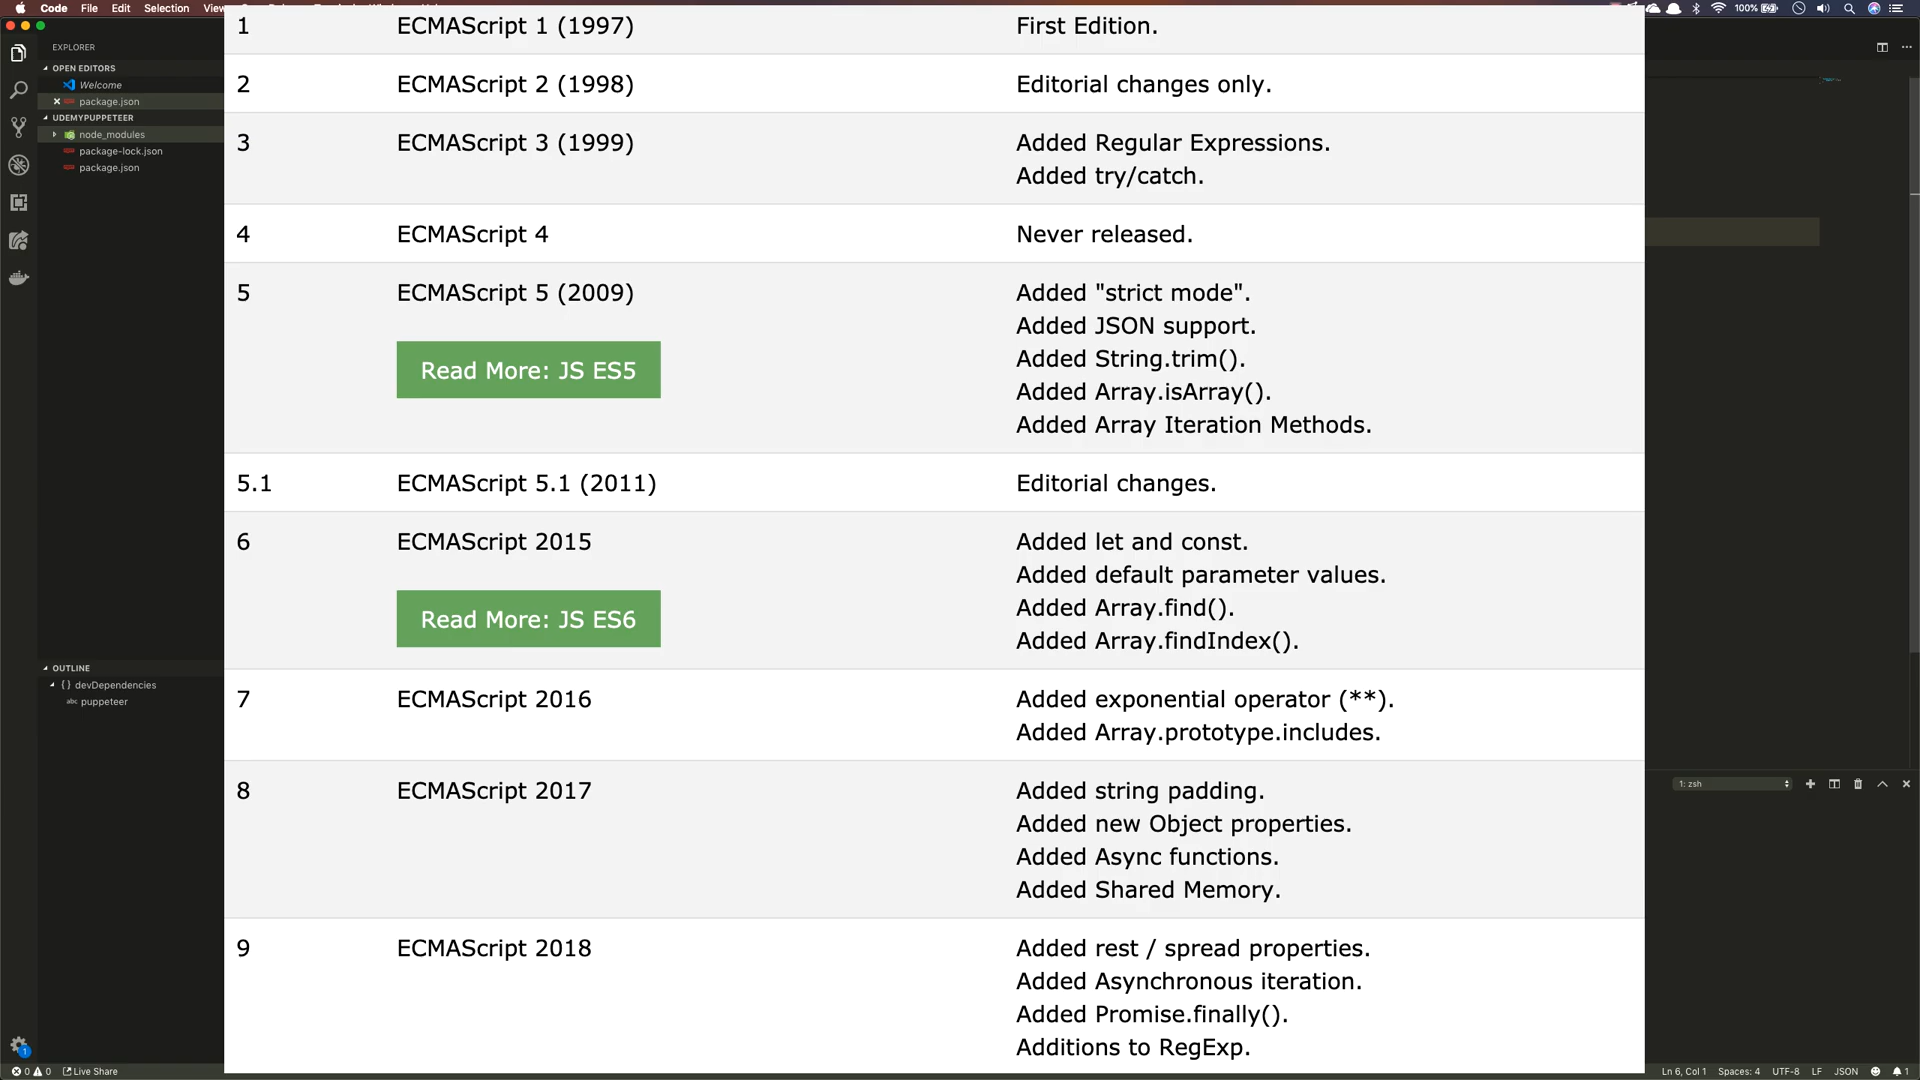 Code File Edit Selection View
100%
EXPLORER
OPEN EDITORS
Welcome
package.json
UDEMYPUPPETEER
node_modules
package-lock.json
package.json
OUTLINE
{ } devDependencies
abc puppeteer
1 ECMAScript 1 (1997) First Edition.
2 ECMAScript 2 (1998) Editorial changes only.
3 ECMAScript 3 (1999) Added Regular Expressions.
Added try/catch.
4 ECMAScript 4 Never released.
5 ECMAScript 5 (2009) Added "strict mode".
Added JSON support.
Read More: JS ES5 Added String.trim().
Added Array.isArray().
Added Array Iteration Methods.
5.1 ECMAScript 5.1 (2011) Editorial changes.
6 ECMAScript 2015 Added let and const.
Added default parameter values.
Read More: JS ES6 Added Array.find().
Added Array.findIndex().
7 ECMAScript 2016 Added exponential operator (**).
Added Array.prototype.includes.
8 ECMAScript 2017 Added string padding.
Added new Object properties.
Added Async functions.
Added Shared Memory.
9 ECMAScript 2018 Added rest / spread properties.
Added Asynchronous iteration.
Added Promise.finally().
Additions to RegExp.
1: zsh
1
0 0 Live Share
Ln 6, Col 1 Spaces: 4 UTF-8 LF JSON 1